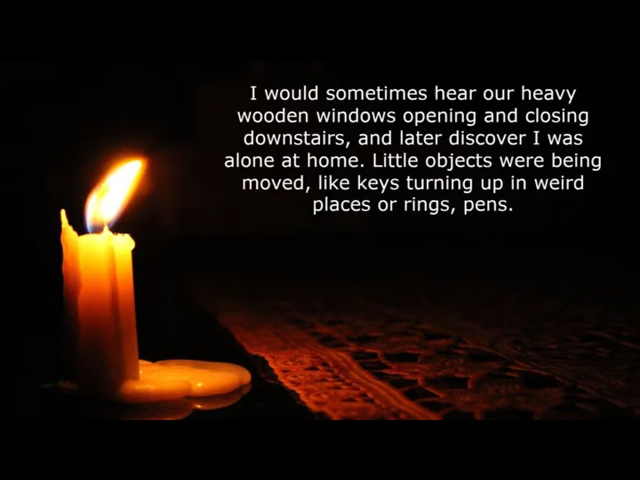 I would sometimes hear our heavy
wooden windows opening and closing
downstairs, and later discover I was
alone at home. Little objects were being
moved, like keys turning up in weird
places or rings, pens.